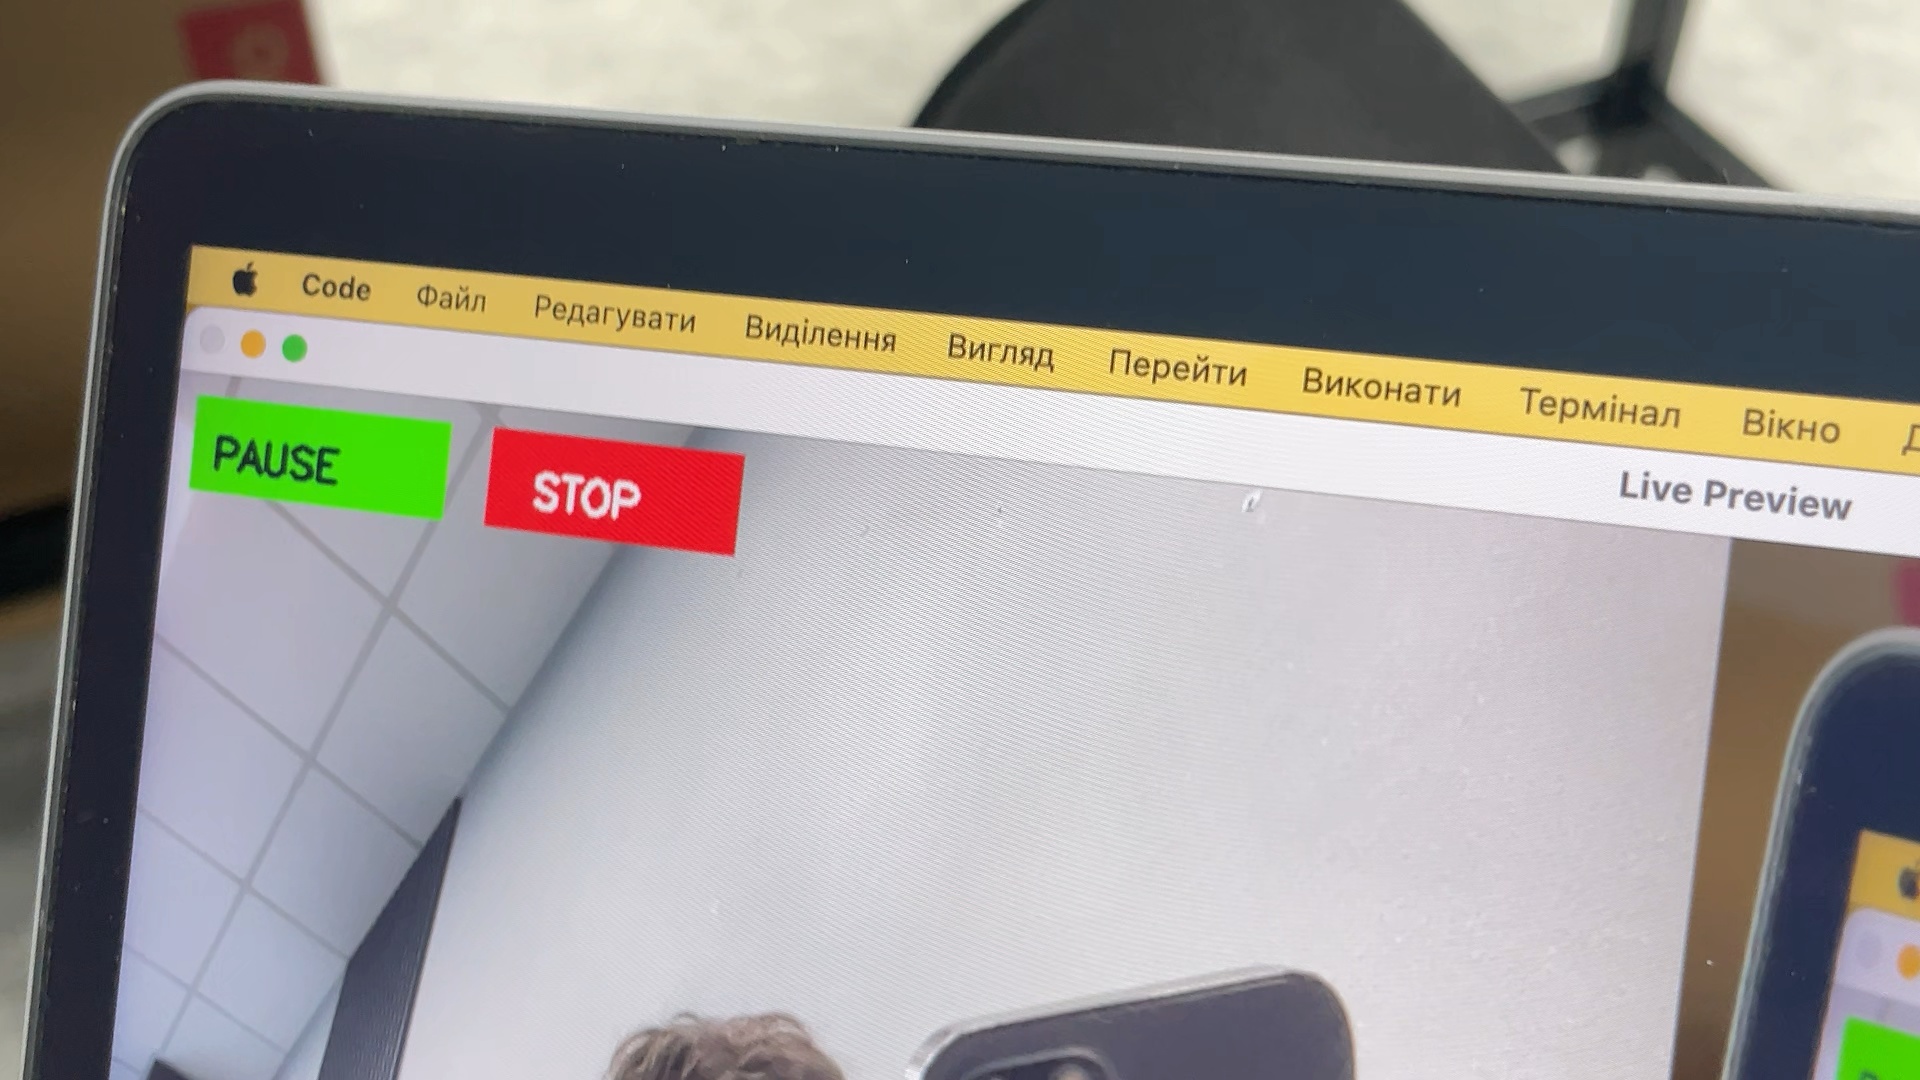 Code Файл Редагувати Виділення Вигляд Перейти Виконати Термінал Вікно
Live Preview
PAUSE STOP